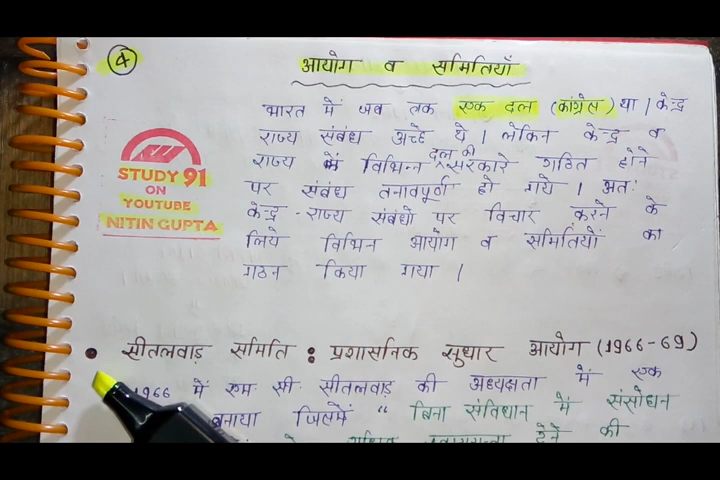 ④ आयोग व समितियाँ
भारत में जब तक एक दल (कांग्रेस) था। केन्द्र
राज्य संबंध अच्छे थे। लेकिन केन्द्र व
राज्य में विभिन्न दल की सरकारे गठित होने
पर संबंध तनावपूर्ण हो गये। अतः
केन्द्र-राज्य संबंधो पर विचार करने के
लिये विभिन आयोग व समितियों का
गठन किया गया।
STUDY 91
ON
YOUTUBE
NITIN GUPTA
• सीतलवाड़ समिति : प्रशासनिक सुधार आयोग (1966-69)
1966 में एम. सी. सीतलवाड़ की अध्यक्षता में एक
बनाया जिसमें " बिना संविधान में संसोधन
देने की